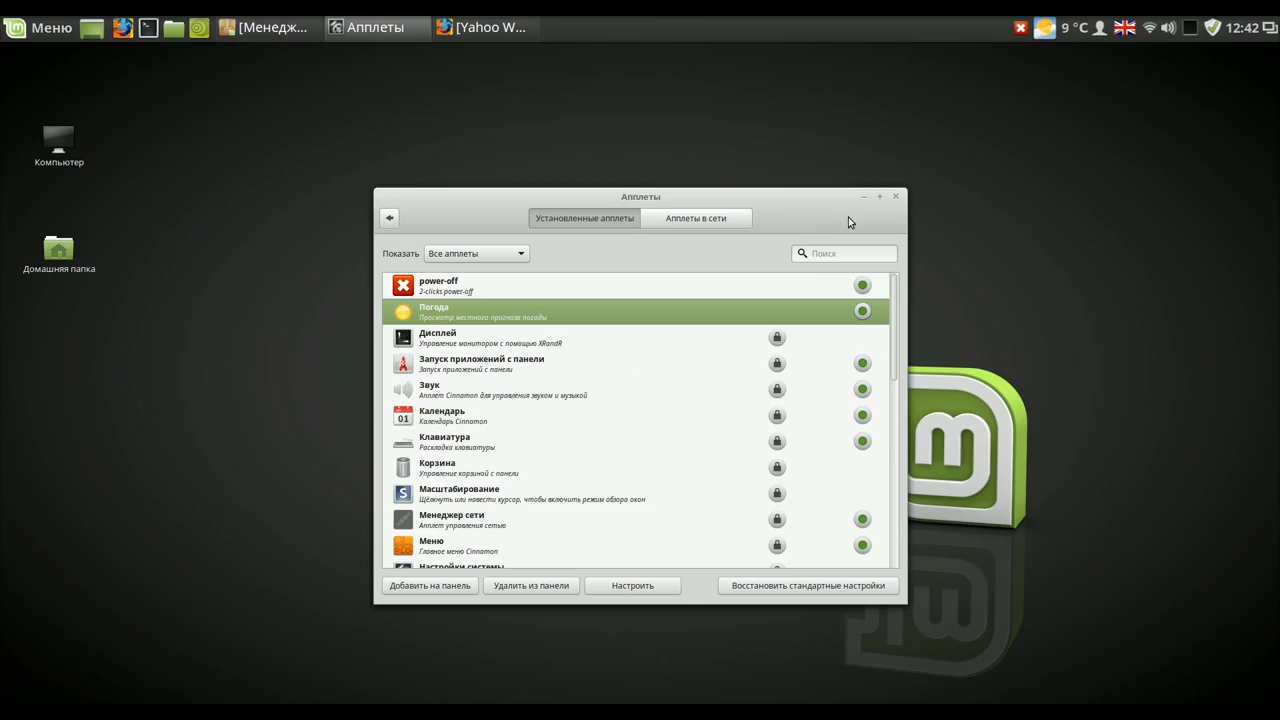 Меню
[Менедж...
Апплеты
[Yahoo W...
9 °C
12:42
Компьютер
Домашняя папка
Апплеты
Установленные апплеты
Апплеты в сети
Показать
Все апплеты
Поиск
power-off
2-clicks power-off
Погода
Просмотр местного прогноза погоды
Дисплей
Управление монитором с помощью XRandR
Запуск приложений с панели
Запуск приложений с панели
Звук
Апплет Cinnamon для управления звуком и музыкой
Календарь
Календарь Cinnamon
Клавиатура
Раскладка клавиатуры
Корзина
Управление корзиной с панели
Масштабирование
Щёлкнуть или навести курсор, чтобы включить режим обзора окон
Менеджер сети
Апплет управления сетью
Меню
Главное меню Cinnamon
Настройки системы
Добавить на панель
Удалить из панели
Настроить
Восстановить стандартные настройки